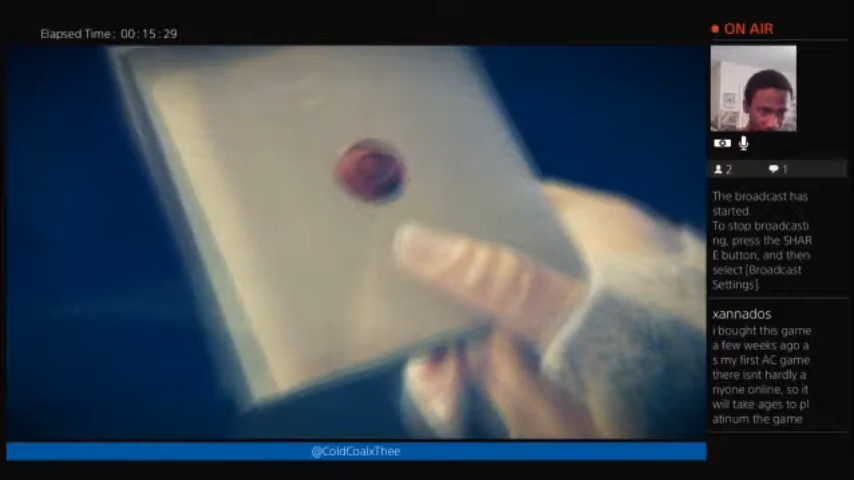 Elapsed Time: 00:15:29
ON AIR
2
1
The broadcast has
started.
To stop broadcasti
ng, press the SHAR
E button, and then
select [Broadcast
Settings].
xannados
i bought this game
a few weeks ago a
s my first AC game
there isnt hardly a
nyone online, so it
will take ages to pl
atinum the game
@ColdCoalxThee